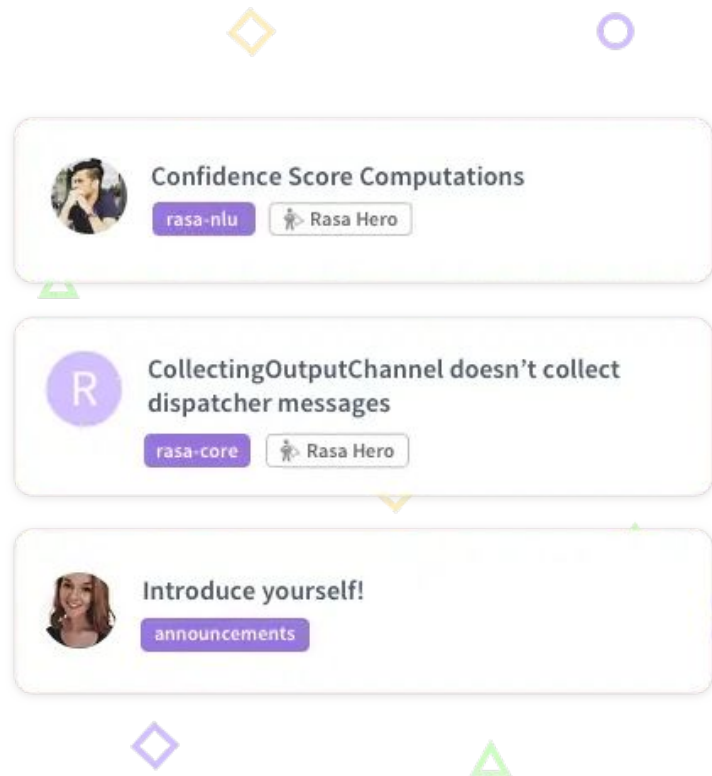 Confidence Score Computations
rasa-nlu Rasa Hero
R
CollectingOutputChannel doesn’t collect
dispatcher messages
rasa-core Rasa Hero
Introduce yourself!
announcements